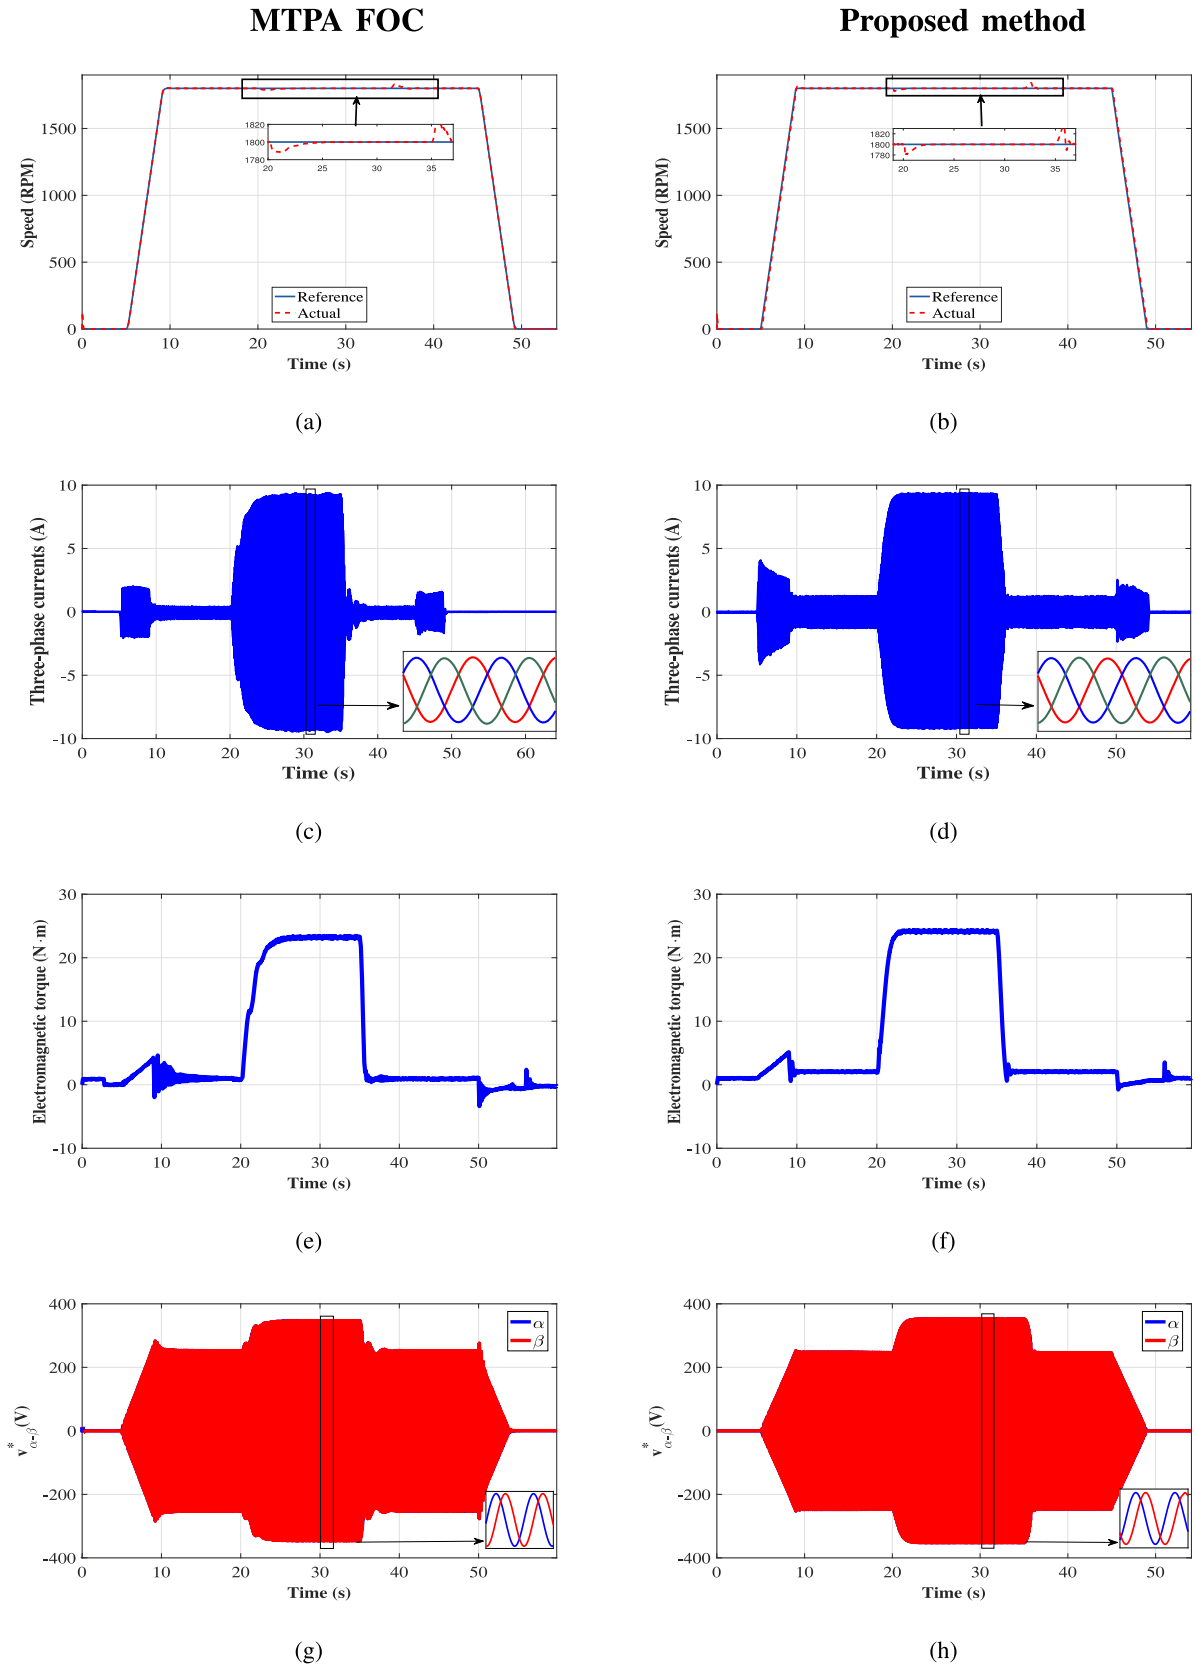 MTPA FOC
Proposed method
1500
1000
500
0
Speed (RPM)
1820
1800
1780
20
25
30
35
Reference
Actual
0
10
20
30
40
50
Time (s)
(a)
1500
1000
500
0
Speed (RPM)
1820
1800
1780
20
25
30
35
Reference
Actual
0
10
20
30
40
50
Time (s)
(b)
10
5
0
-5
-10
Three-phase currents (A)
0
10
20
30
40
50
60
Time (s)
(c)
10
5
0
-5
-10
Three-phase currents (A)
0
10
20
30
40
50
Time (s)
(d)
30
20
10
0
-10
Electromagnetic torque (N·m)
0
10
20
30
40
50
Time (s)
(e)
30
20
10
0
-10
Electromagnetic torque (N·m)
0
10
20
30
40
50
Time (s)
(f)
400
200
0
-200
-400
v*α-β(V)
α
β
0
10
20
30
40
50
Time (s)
(g)
400
200
0
-200
-400
v*α-β(V)
α
β
0
10
20
30
40
50
Time (s)
(h)